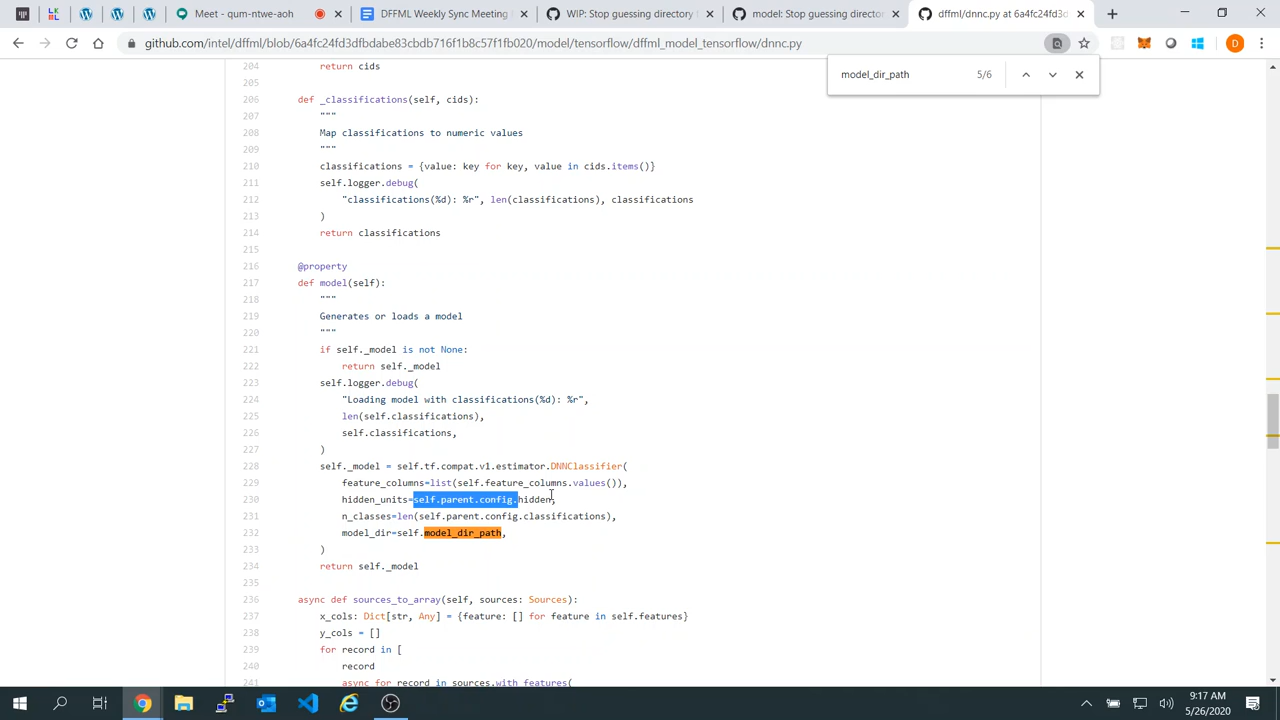 Meet - qum-ntwe-aoh
DFFML Weekly Sync Meeting
WIP: Stop guessing directory
model: Stop guessing director
dffml/dnnc.py at 6a4fc24fd3d
github.com/intel/dffml/blob/6a4fc24fd3dfbdabe83cbdb716f1b8c57f1fb020/model/tensorflow/dffml_model_tensorflow/dnnc.py
D
model_dir_path 5/6
204 return cids
205
206 def _classifications(self, cids):
207 """
208 Map classifications to numeric values
209 """
210 classifications = {value: key for key, value in cids.items()}
211 self.logger.debug(
212 "classifications(%d): %r", len(classifications), classifications
213 )
214 return classifications
215
216 @property
217 def model(self):
218 """
219 Generates or loads a model
220 """
221 if self._model is not None:
222 return self._model
223 self.logger.debug(
224 "Loading model with classifications(%d): %r",
225 len(self.classifications),
226 self.classifications,
227 )
228 self._model = self.tf.compat.v1.estimator.DNNClassifier(
229 feature_columns=list(self.feature_columns.values()),
230 hidden_units=self.parent.config.hidden,
231 n_classes=len(self.parent.config.classifications),
232 model_dir=self.model_dir_path,
233 )
234 return self._model
235
236 async def sources_to_array(self, sources: Sources):
237 x_cols: Dict[str, Any] = {feature: [] for feature in self.features}
238 y_cols = []
239 for record in [
240 record
241 async for record in sources.with_features(
9:17 AM
5/26/2020